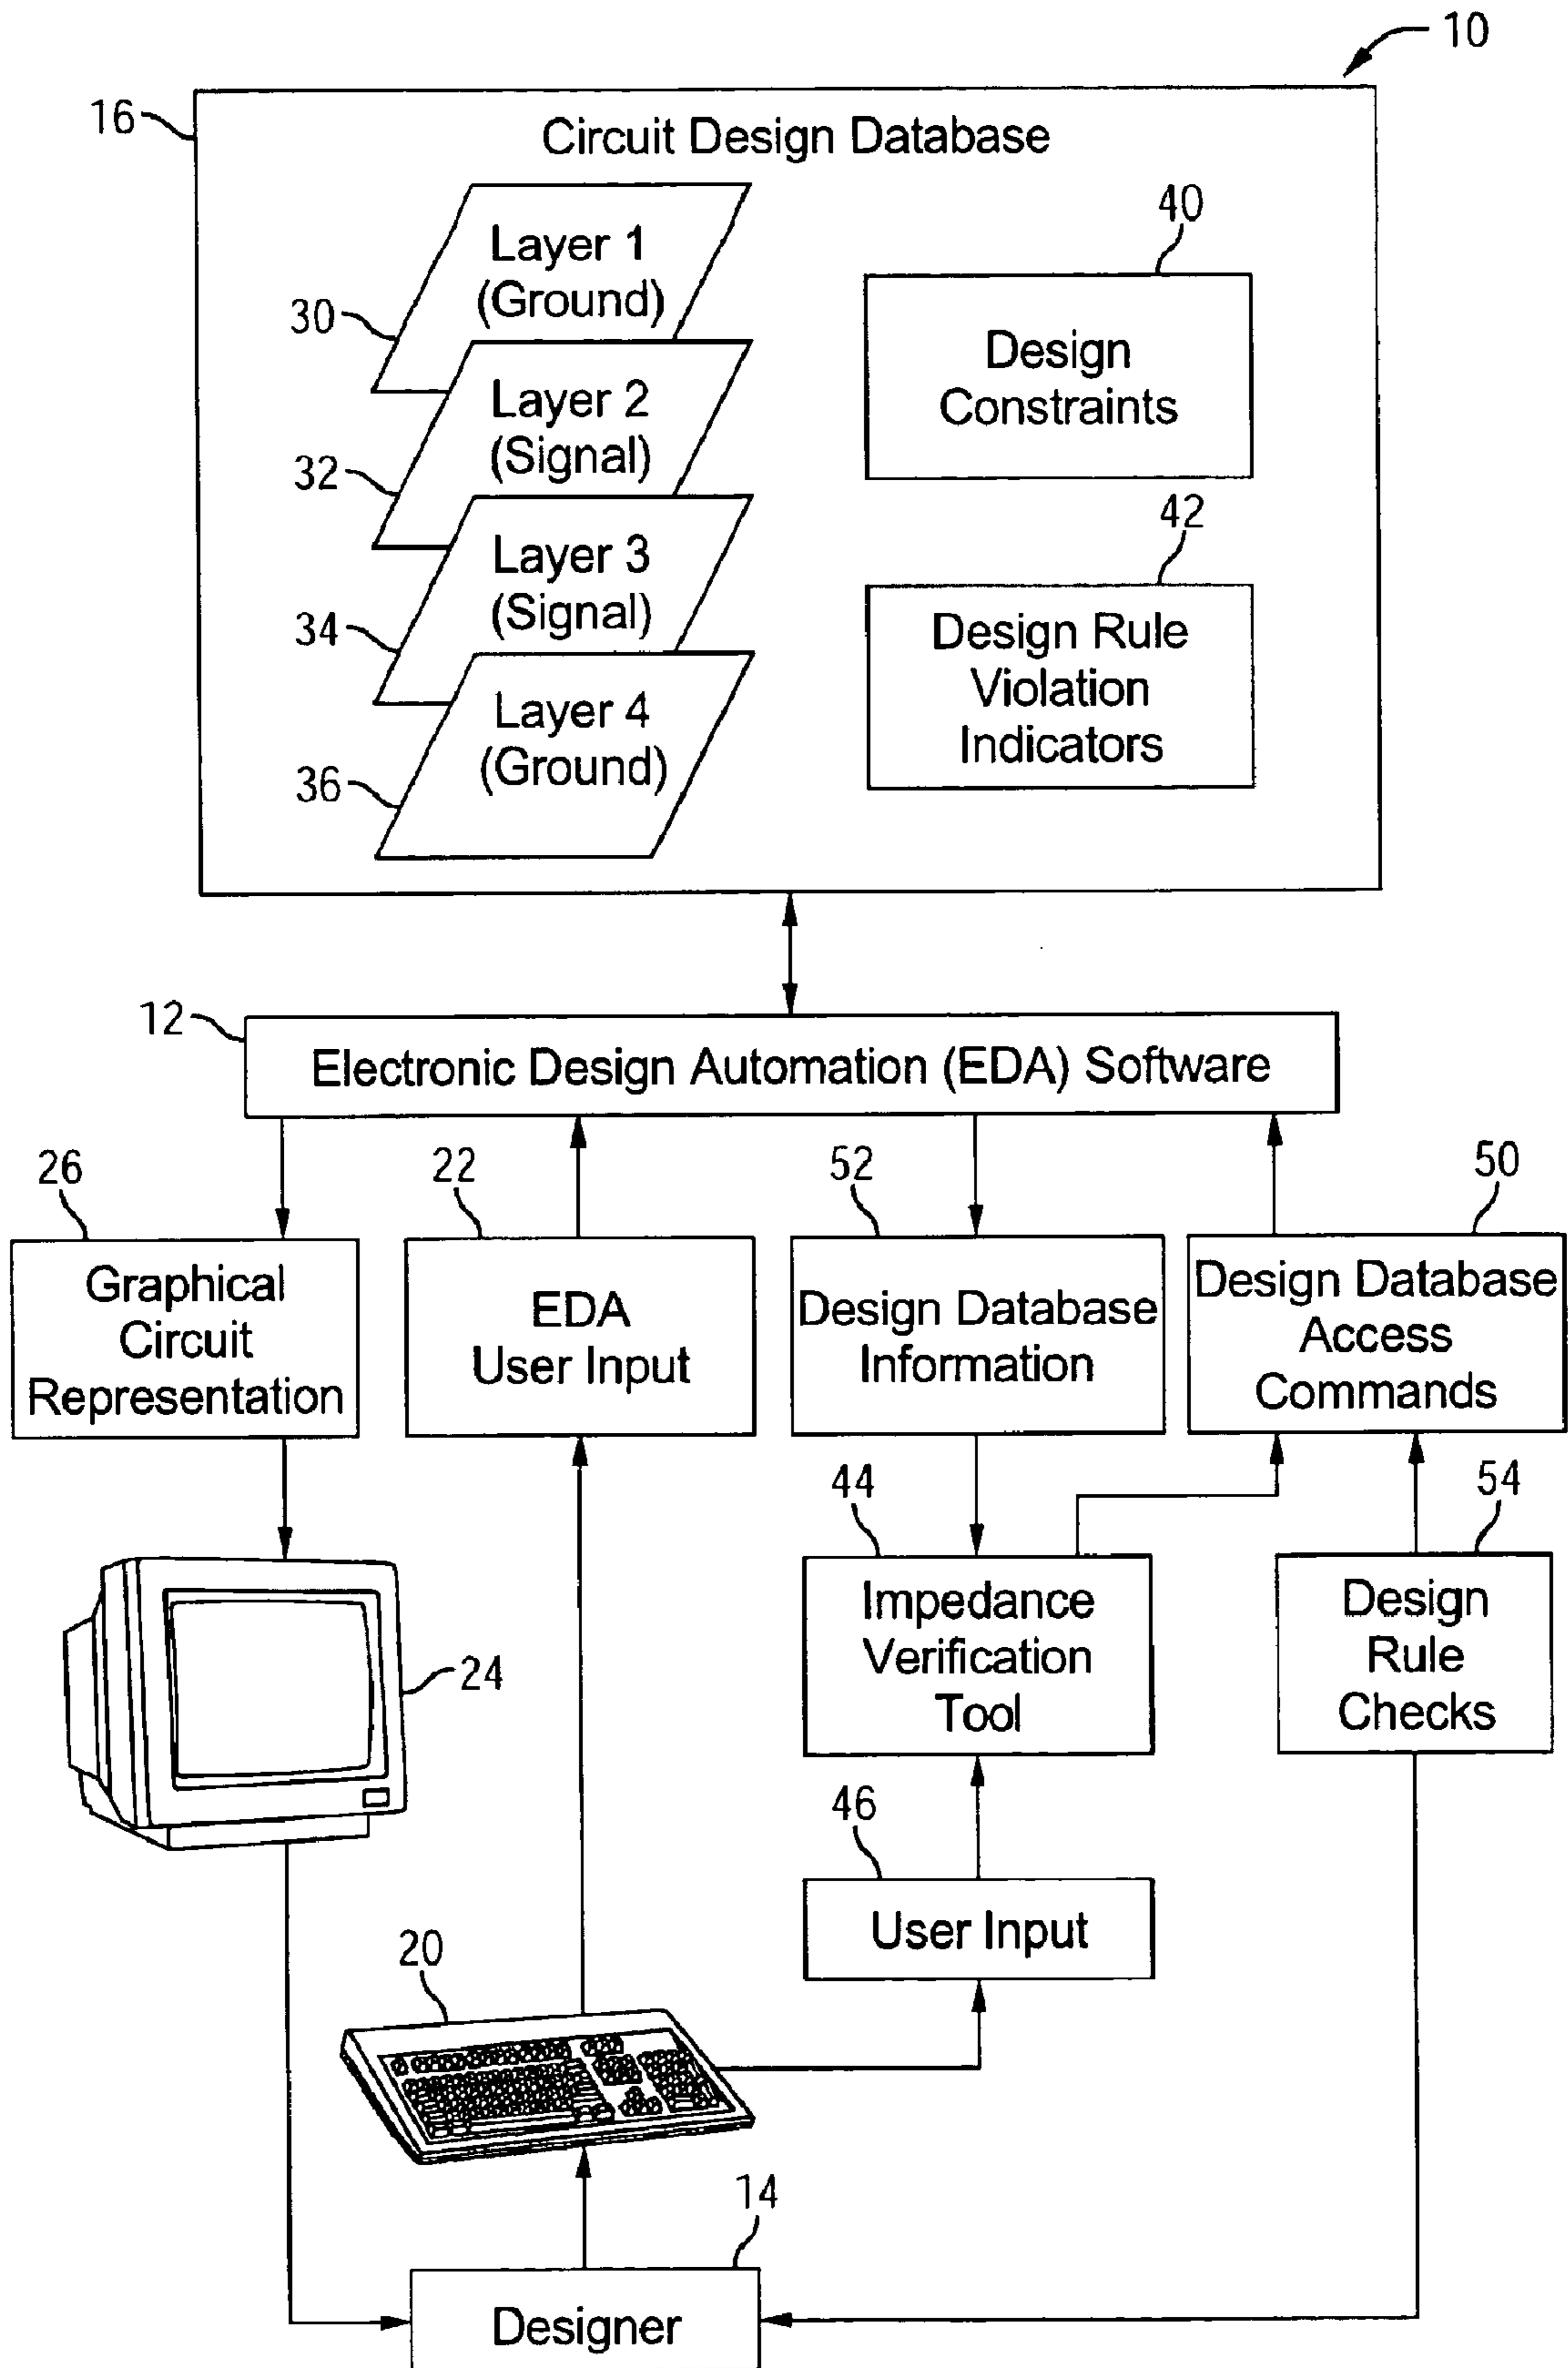 10
16
Circuit Design Database
Layer 1
(Ground)
30
40
Design
Constraints
Layer 2
(Signal)
32
42
Layer 3
(Signal)
34
Design Rule
Violation
Indicators
Layer 4
(Ground)
36
12
Electronic Design Automation (EDA) Software
26
22
52
50
Graphical
Circuit
Representation
EDA
User Input
Design Database
Information
Design Database
Access
Commands
44
54
Impedance
Verification
Tool
Design
Rule
Checks
24
46
User Input
20
14
Designer